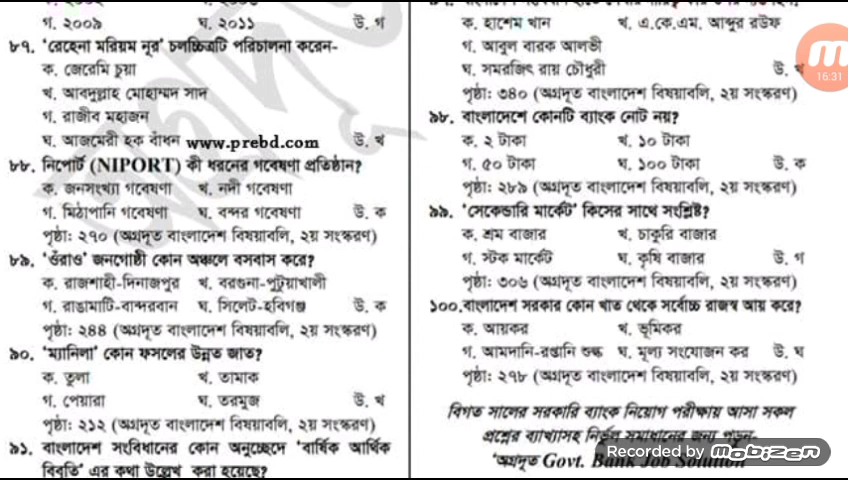 গ. ২০০৯ ঘ. ২০১১ উ. গ
৮৭. ‘রেহেনা মরিয়ম নূর’ চলচ্চিত্রটি পরিচালনা করেন-
ক. জেরেমি চুয়া
খ. আবদুল্লাহ মোহাম্মদ সাদ
গ. রাজীব মহাজন
ঘ. আজমেরী হক বাঁধন www.prebd.com উ. খ
৮৮. নিপোর্ট (NIPORT) কী ধরনের গবেষণা প্রতিষ্ঠান?
ক. জনসংখ্যা গবেষণা খ. নদী গবেষণা
গ. মিঠাপানি গবেষণা ঘ. বন্দর গবেষণা উ. ক
পৃষ্ঠা: ২৭০ (অগ্রদূত বাংলাদেশ বিষয়াবলি, ২য় সংস্করণ)
৮৯. ‘ওঁরাও’ জনগোষ্ঠী কোন অঞ্চলে বসবাস করে?
ক. রাজশাহী-দিনাজপুর খ. বরগুনা-পটুয়াখালী
গ. রাঙামাটি-বান্দরবান ঘ. সিলেট-হবিগঞ্জ উ. ক
পৃষ্ঠা: ২৪৪ (অগ্রদূত বাংলাদেশ বিষয়াবলি, ২য় সংস্করণ)
৯০. ‘ম্যানিলা’ কোন ফসলের উন্নত জাত?
ক. তুলা খ. তামাক
গ. পেয়ারা ঘ. তরমুজ উ. খ
পৃষ্ঠা: ২১২ (অগ্রদূত বাংলাদেশ বিষয়াবলি, ২য় সংস্করণ)
৯১. বাংলাদেশ সংবিধানের কোন অনুচ্ছেদে ‘বার্ষিক আর্থিক
বিবৃতি’ এর কথা উল্লেখ করা হয়েছে?
ক. হাশেম খান খ. এ.কে.এম. আব্দুর রউফ
গ. আবুল বারক আলভী
ঘ. সমরজিৎ রায় চৌধুরী উ. খ
পৃষ্ঠা: ৩৪০ (অগ্রদূত বাংলাদেশ বিষয়াবলি, ২য় সংস্করণ)
৯৮. বাংলাদেশে কোনটি ব্যাংক নোট নয়?
ক. ২ টাকা খ. ১০ টাকা
গ. ৫০ টাকা ঘ. ১০০ টাকা উ. ক
পৃষ্ঠা: ২৮৯ (অগ্রদূত বাংলাদেশ বিষয়াবলি, ২য় সংস্করণ)
৯৯. ‘সেকেন্ডারি মার্কেট’ কিসের সাথে সংশ্লিষ্ট?
ক. শ্রম বাজার খ. চাকুরি বাজার
গ. স্টক মার্কেট ঘ. কৃষি বাজার উ. গ
পৃষ্ঠা: ৩০৬ (অগ্রদূত বাংলাদেশ বিষয়াবলি, ২য় সংস্করণ)
১০০. বাংলাদেশ সরকার কোন খাত থেকে সর্বোচ্চ রাজস্ব আয় করে?
ক. আয়কর খ. ভূমিকর
গ. আমদানি-রপ্তানি শুল্ক ঘ. মূল্য সংযোজন কর উ. ঘ
পৃষ্ঠা: ২৭৮ (অগ্রদূত বাংলাদেশ বিষয়াবলি, ২য় সংস্করণ)
বিগত সালের সরকারি ব্যাংক নিয়োগ পরীক্ষায় আসা সকল
প্রশ্নের ব্যাখ্যাসহ নির্ভুল সমাধানের জন্য পড়ুন-
‘অগ্রদূত Govt. Bank Job Solution’
16:31
Recorded by Mobizen